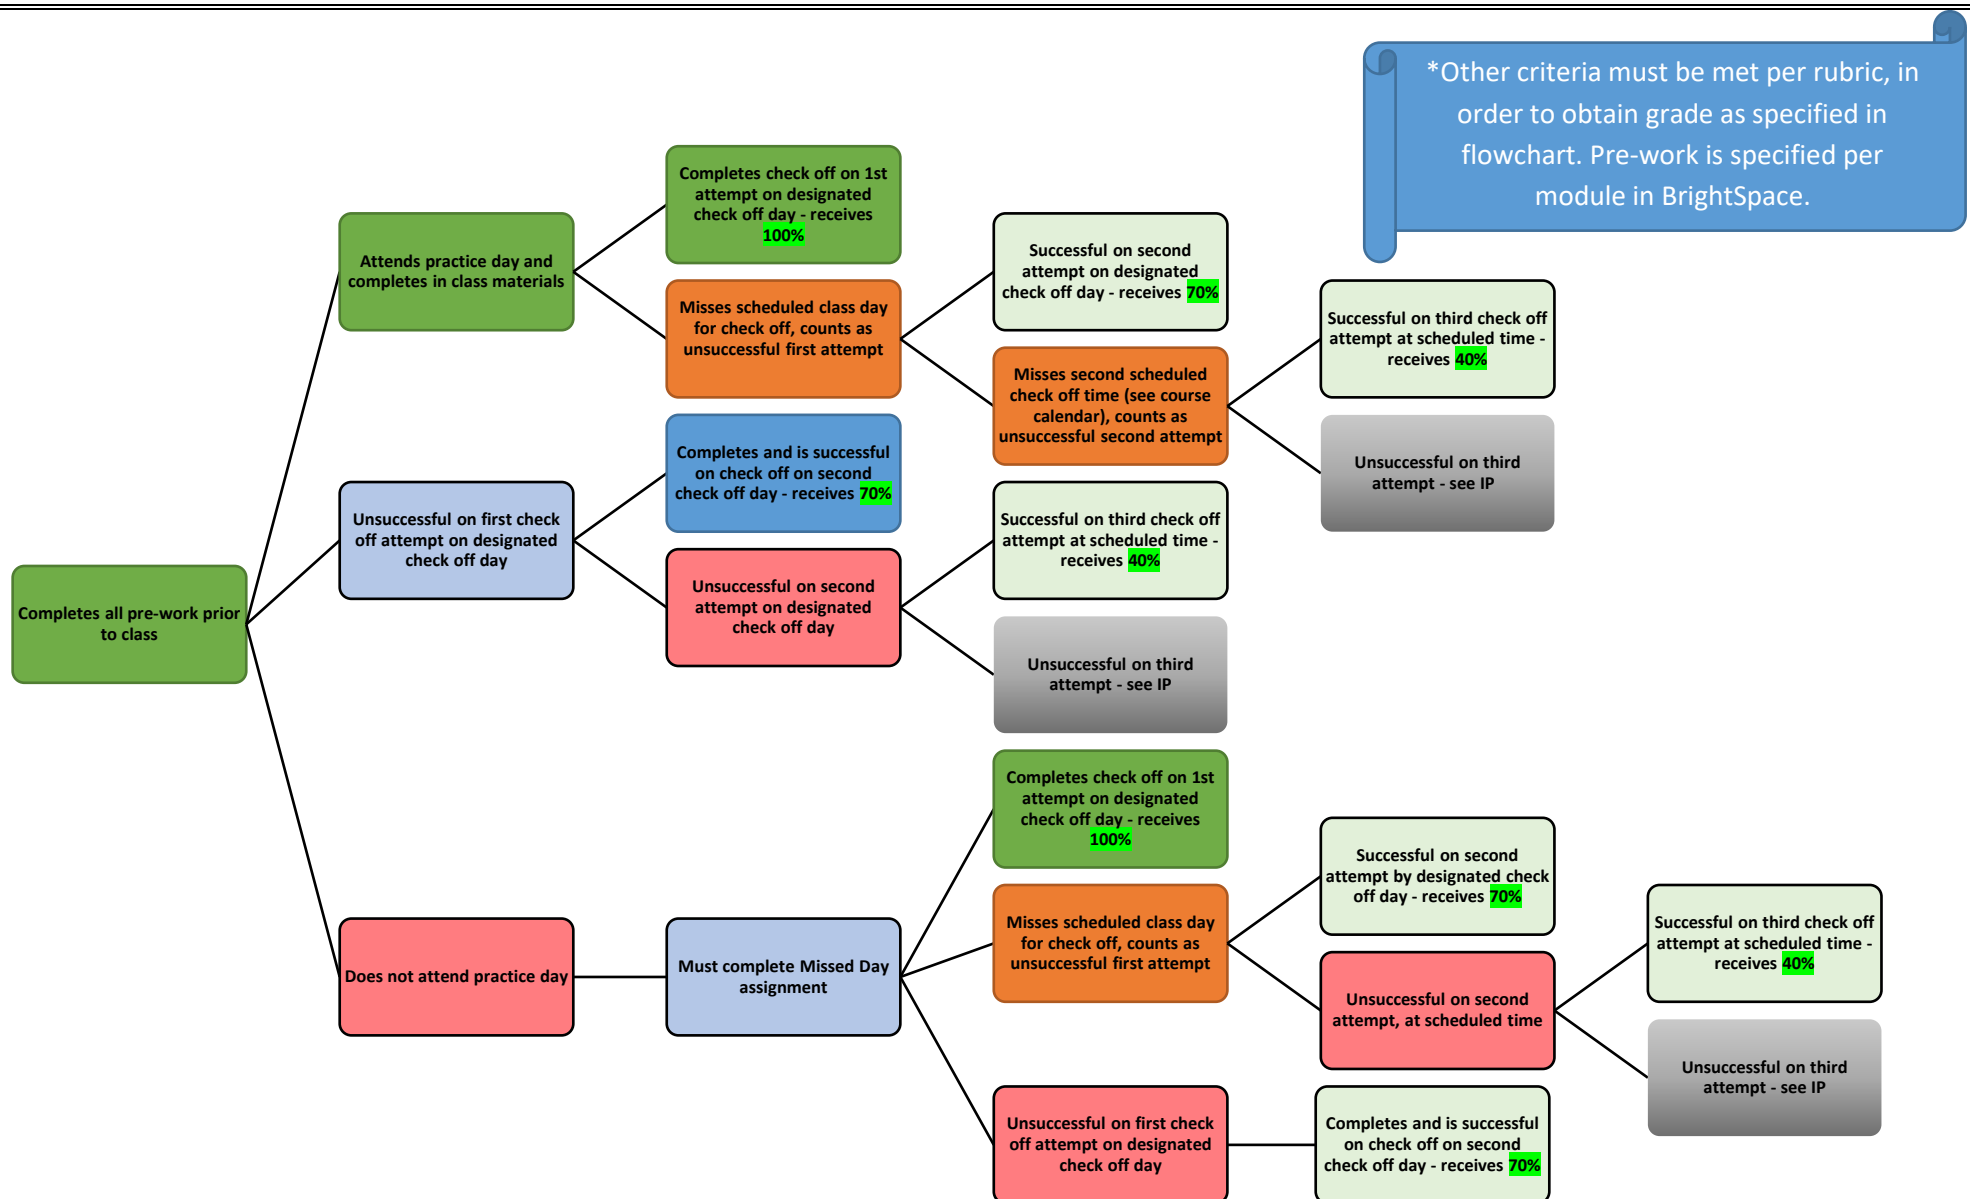 *Other criteria must be met per rubric, in
order to obtain grade as specified in
flowchart. Pre-work is specified per
module in BrightSpace.
Completes all pre-work prior
to class
Attends practice day and
completes in class materials
Completes check off on 1st
attempt on designated
check off day - receives
100%
Misses scheduled class day
for check off, counts as
unsuccessful first attempt
Successful on second
attempt on designated
check off day - receives 70%
Misses second scheduled
check off time (see course
calendar), counts as
unsuccessful second attempt
Successful on third check off
attempt at scheduled time -
receives 40%
Unsuccessful on third
attempt - see IP
Unsuccessful on first check
off attempt on designated
check off day
Completes and is successful
on check off on second
check off day - receives 70%
Unsuccessful on second
attempt on designated
check off day
Successful on third check off
attempt at scheduled time -
receives 40%
Unsuccessful on third
attempt - see IP
Does not attend practice day
Must complete Missed Day
assignment
Completes check off on 1st
attempt on designated
check off day - receives
100%
Misses scheduled class day
for check off, counts as
unsuccessful first attempt
Successful on second
attempt by designated check
off day - receives 70%
Unsuccessful on second
attempt, at scheduled time
Successful on third check off
attempt at scheduled time -
receives 40%
Unsuccessful on third
attempt - see IP
Unsuccessful on first check
off attempt on designated
check off day
Completes and is successful
on check off on second
check off day - receives 70%